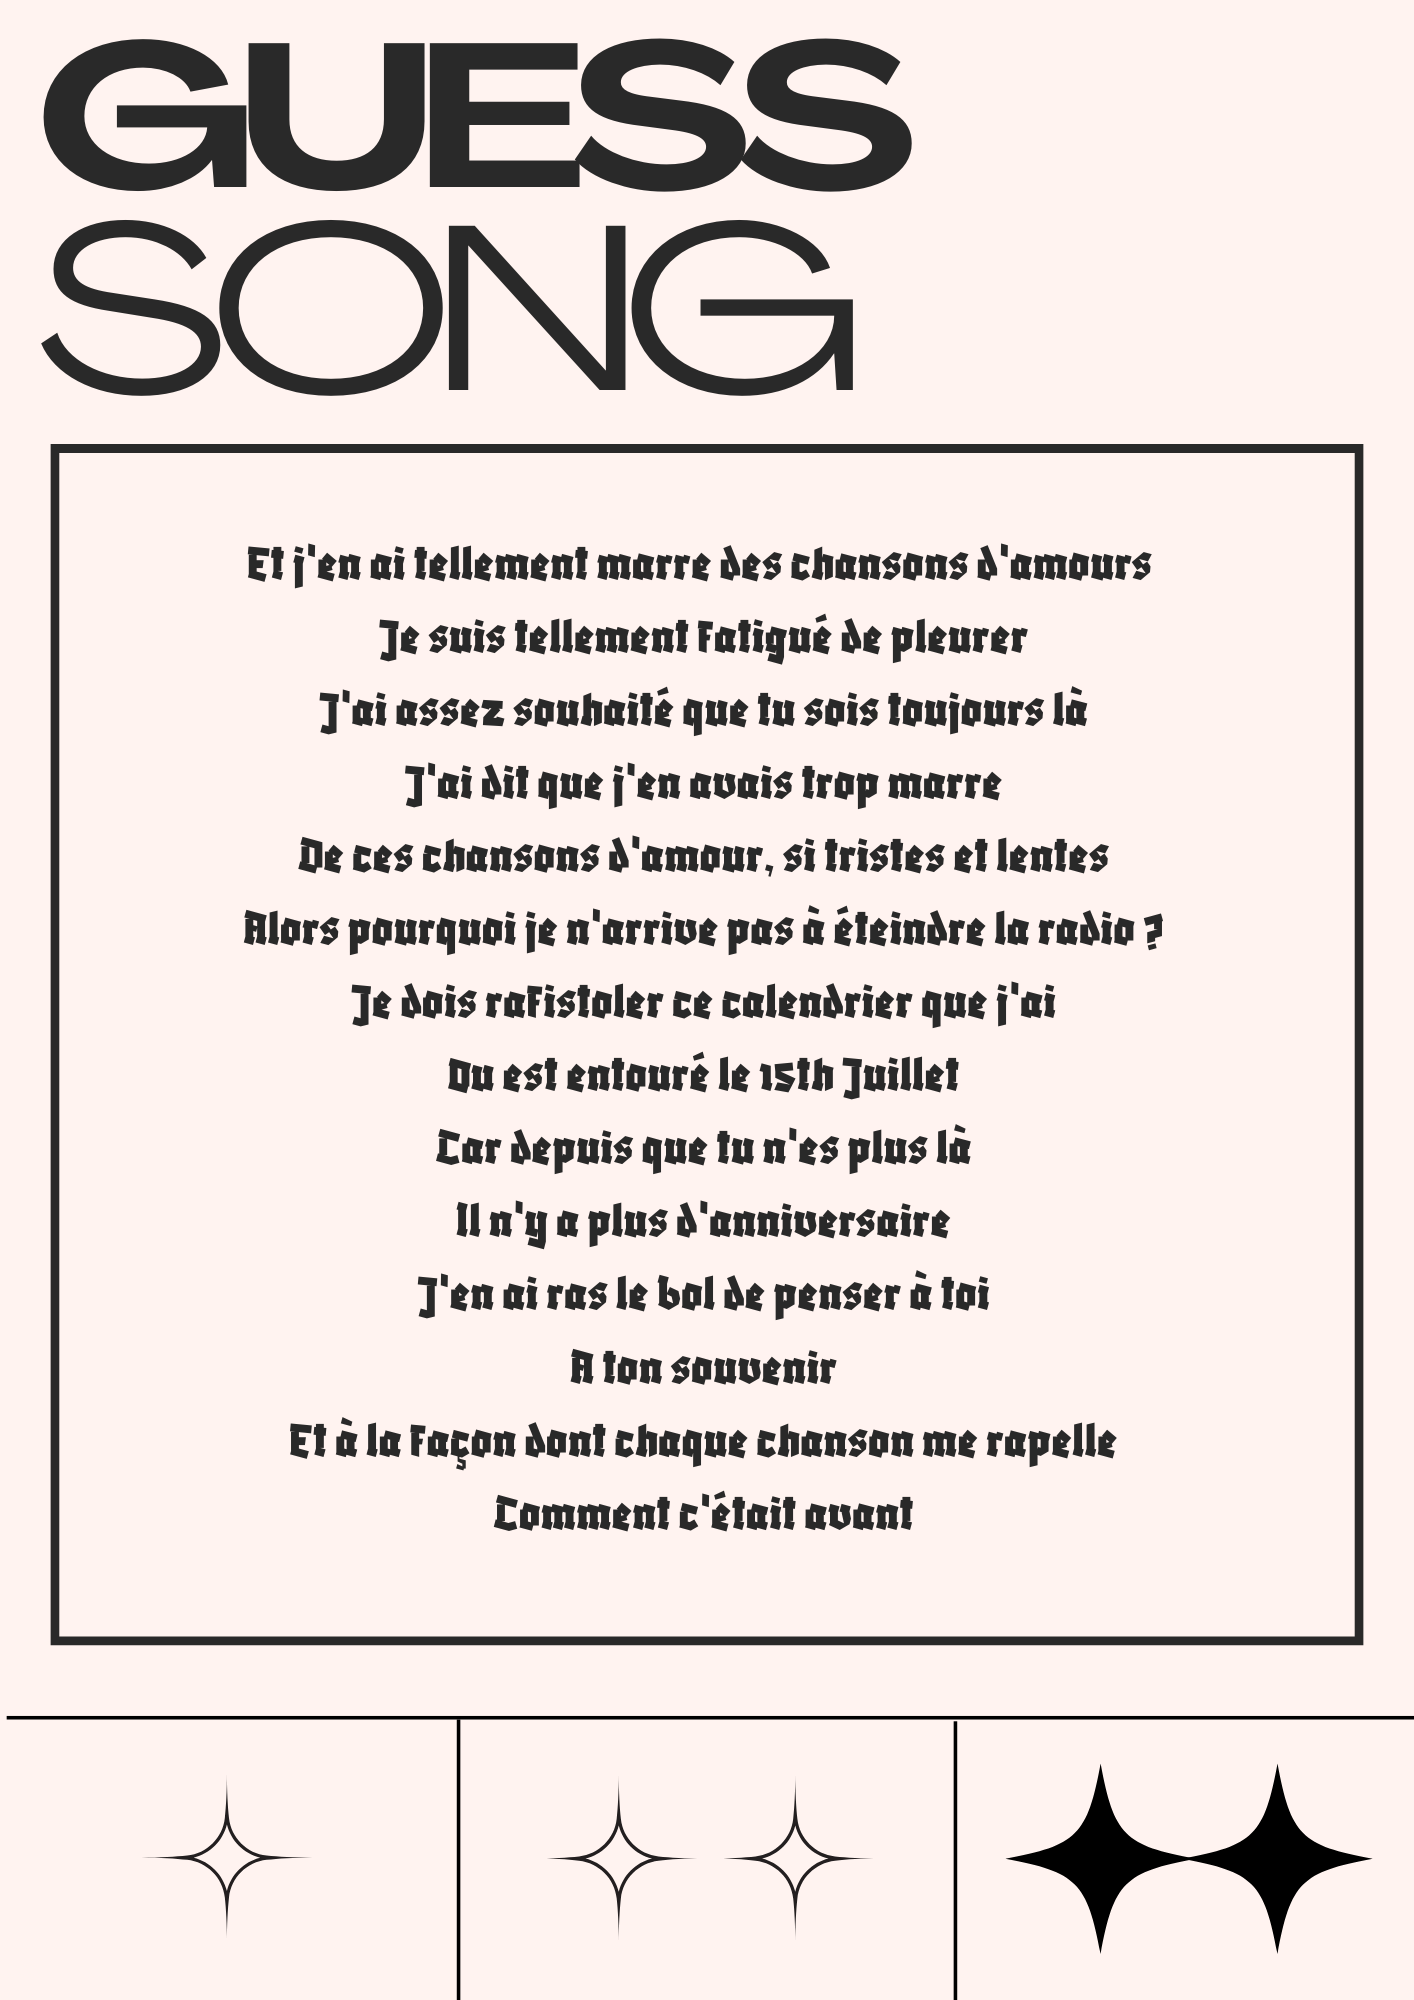 GUESS
SONG
Et j'en ai tellement marre des chansons d'amours
Je suis tellement fatigué de pleurer
J'ai assez souhaité que tu sois toujours là
J'ai dit que j'en avais trop marre
De ces chansons d'amour, si tristes et lentes
Alors pourquoi je n'arrive pas à éteindre la radio ?
Je dois rafistoler ce calendrier que j'ai
Ou est entouré le 15th Juillet
Car depuis que tu n'es plus là
Il n'y a plus d'anniversaire
J'en ai ras le bol de penser à toi
A ton souvenir
Et à la façon dont chaque chanson me rapelle
Comment c'était avant